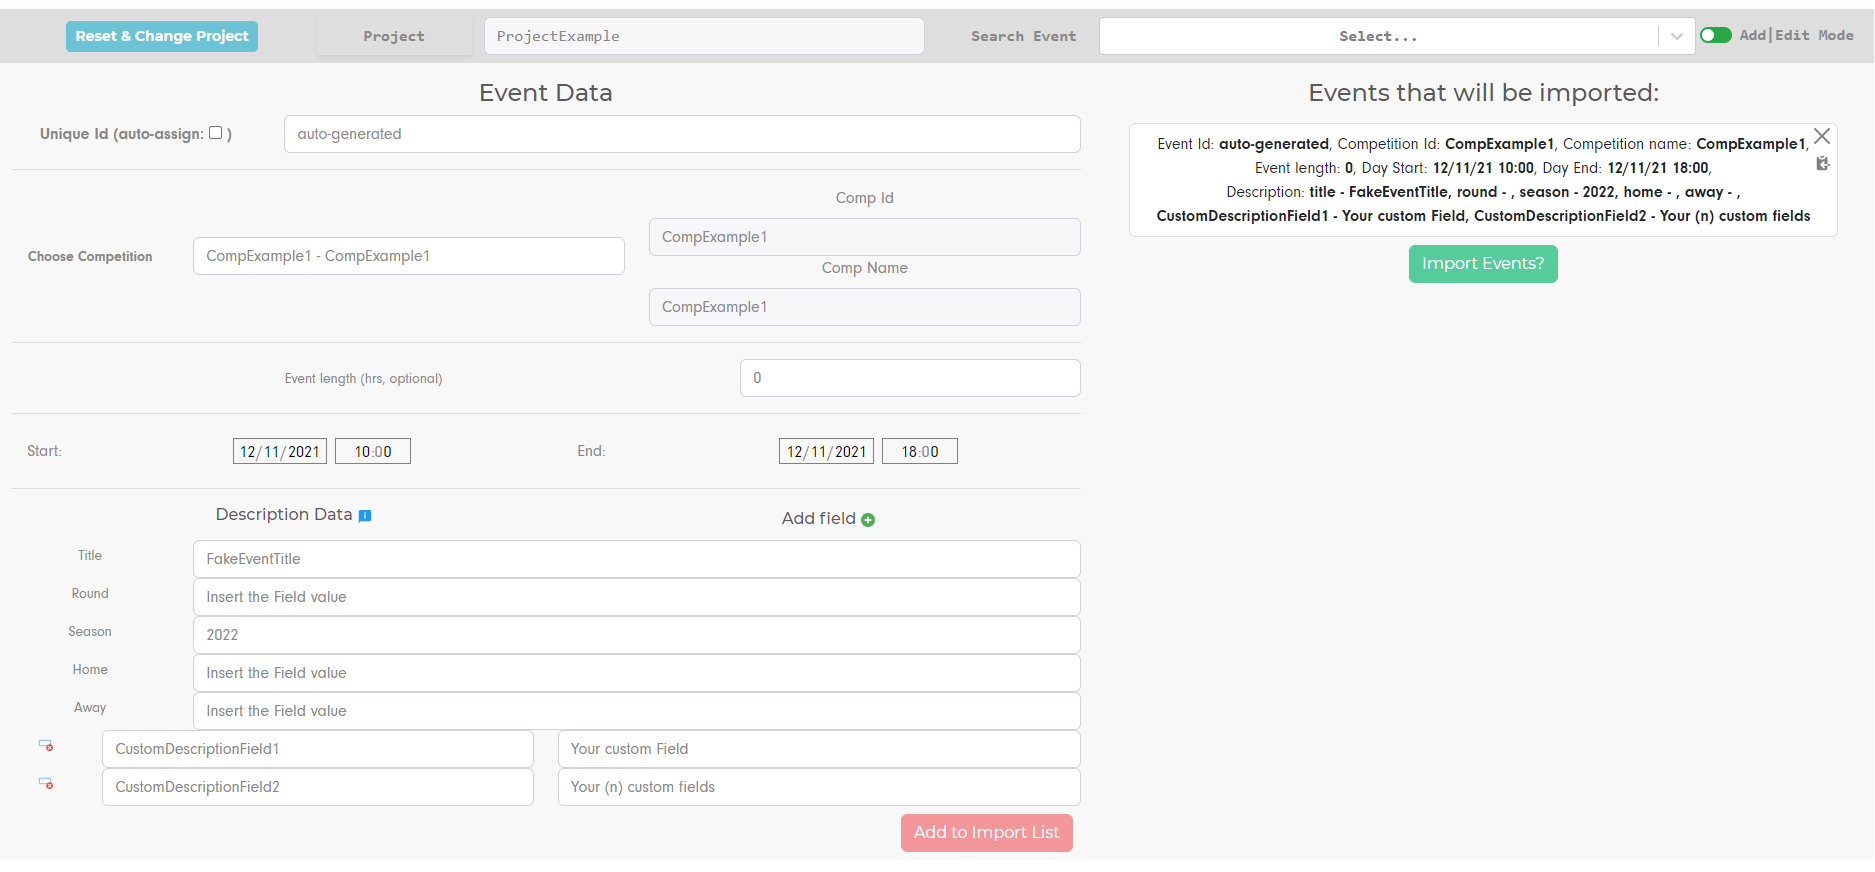 Reset & Change Project
Project
ProjectExample
Search Event
Select...
Add|Edit Mode
Event Data
Unique Id (auto-assign: )
auto-generated
Choose Competition
CompExample1 - CompExample1
Comp Id
CompExample1
Comp Name
CompExample1
Event length (hrs, optional)
0
Start:
12/11/2021
10:00
End:
12/11/2021
18:00
Description Data
Add field
Title
FakeEventTitle
Round
Insert the Field value
Season
2022
Home
Insert the Field value
Away
Insert the Field value
CustomDescriptionField1
Your custom Field
CustomDescriptionField2
Your (n) custom fields
Add to Import List
Events that will be imported:
Event Id: auto-generated, Competition Id: CompExample1, Competition name: CompExample1,
Event length: 0, Day Start: 12/11/21 10:00, Day End: 12/11/21 18:00,
Description: title - FakeEventTitle, round - , season - 2022, home - , away - ,
CustomDescriptionField1 - Your custom Field, CustomDescriptionField2 - Your (n) custom fields
Import Events?